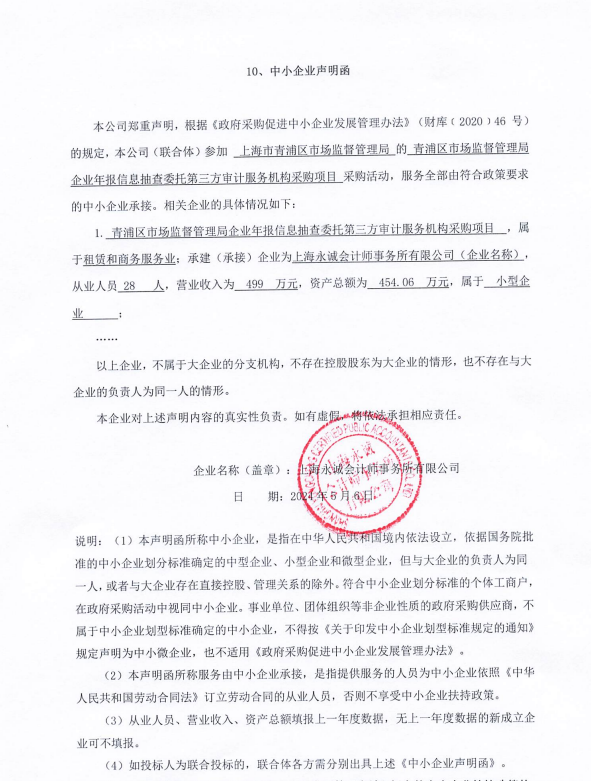 10、中小企业声明函
本公司郑重声明，根据《政府采购促进中小企业发展管理办法》（财库﹝2020﹞46 号）
的规定，本公司（联合体）参加 上海市青浦区市场监督管理局 的 青浦区市场监督管理局
企业年报信息抽查委托第三方审计服务机构采购项目 采购活动，服务全部由符合政策要求
的中小企业承接。相关企业的具体情况如下：
1. 青浦区市场监督管理局企业年报信息抽查委托第三方审计服务机构采购项目 ，属
于租赁和商务服务业；承建（承接）企业为上海永诚会计师事务所有限公司（企业名称），
从业人员 28 人，营业收入为 499 万元，资产总额为 454.06 万元，属于 小型企
业 ；
……
以上企业，不属于大企业的分支机构，不存在控股股东为大企业的情形，也不存在与大
企业的负责人为同一人的情形。
本企业对上述声明内容的真实性负责。如有虚假，将依法承担相应责任。
企业名称（盖章）：上海永诚会计师事务所有限公司
日 期：2024 年 6 月 6 日
说明：（1）本声明函所称中小企业，是指在中华人民共和国境内依法设立，依据国务院批
准的中小企业划分标准确定的中型企业、小型企业和微型企业，但与大企业的负责人为同
一人，或者与大企业存在直接控股、管理关系的除外。符合中小企业划分标准的个体工商户，
在政府采购活动中视同中小企业。事业单位、团体组织等非企业性质的政府采购供应商，不
属于中小企业划型标准确定的中小企业，不得按《关于印发中小企业划型标准规定的通知》
规定声明为中小微企业，也不适用《政府采购促进中小企业发展管理办法》。
（2）本声明函所称服务由中小企业承接，是指提供服务的人员为中小企业依照《中华
人民共和国劳动合同法》订立劳动合同的从业人员，否则不享受中小企业扶持政策。
（3）从业人员、营业收入、资产总额填报上一年度数据，无上一年度数据的新成立企
业可不填报。
（4）如投标人为联合投标的，联合体各方需分别出具上述《中小企业声明函》。